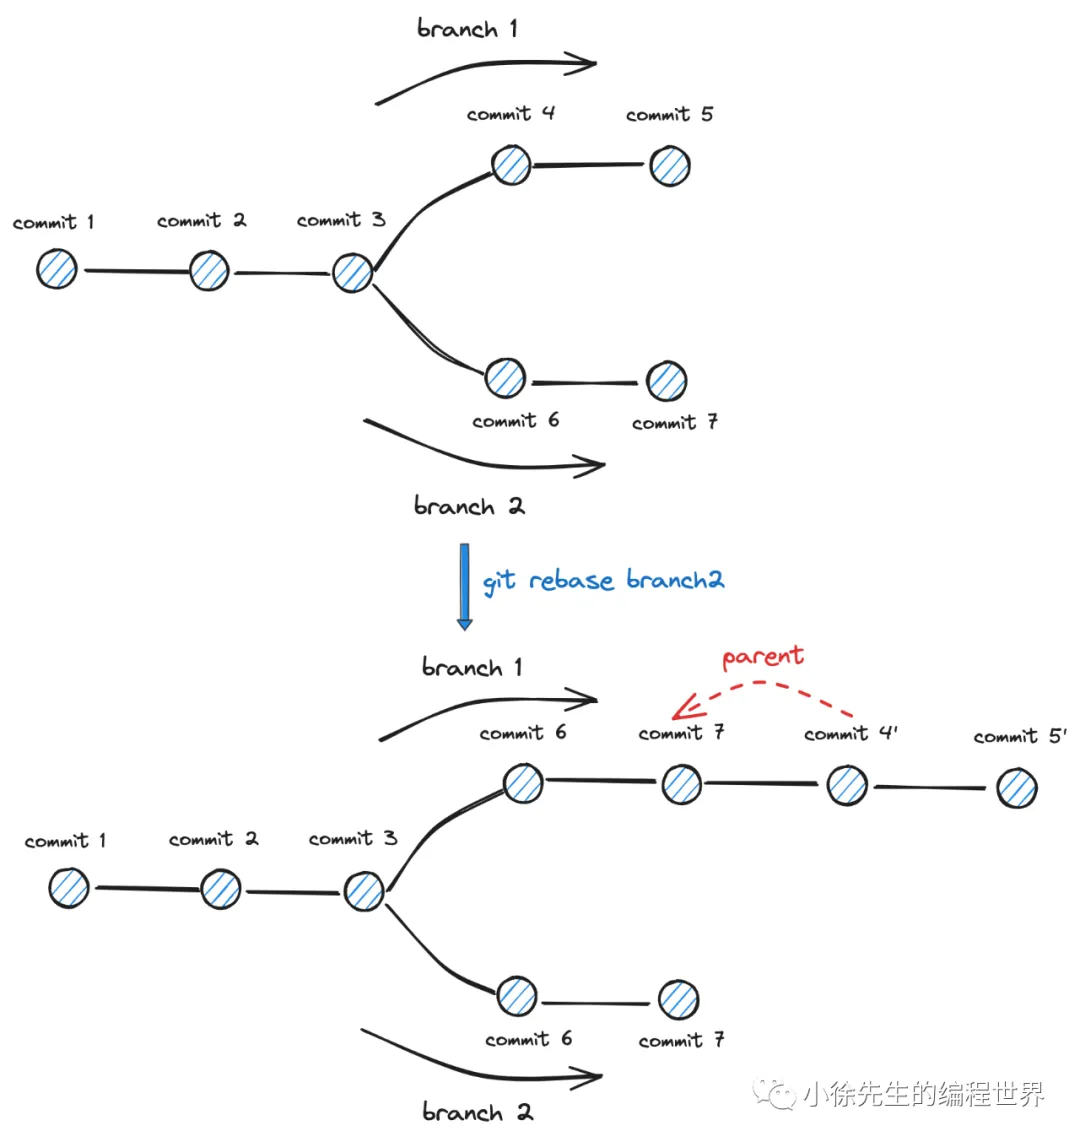 branch 1
commit 4
commit 5
commit 1
commit 2
commit 3
commit 6
commit 7
branch 2
git rebase branch2
branch 1
parent
commit 6
commit 7
commit 4'
commit 5'
commit 1
commit 2
commit 3
commit 6
commit 7
branch 2
小徐先生的编程世界